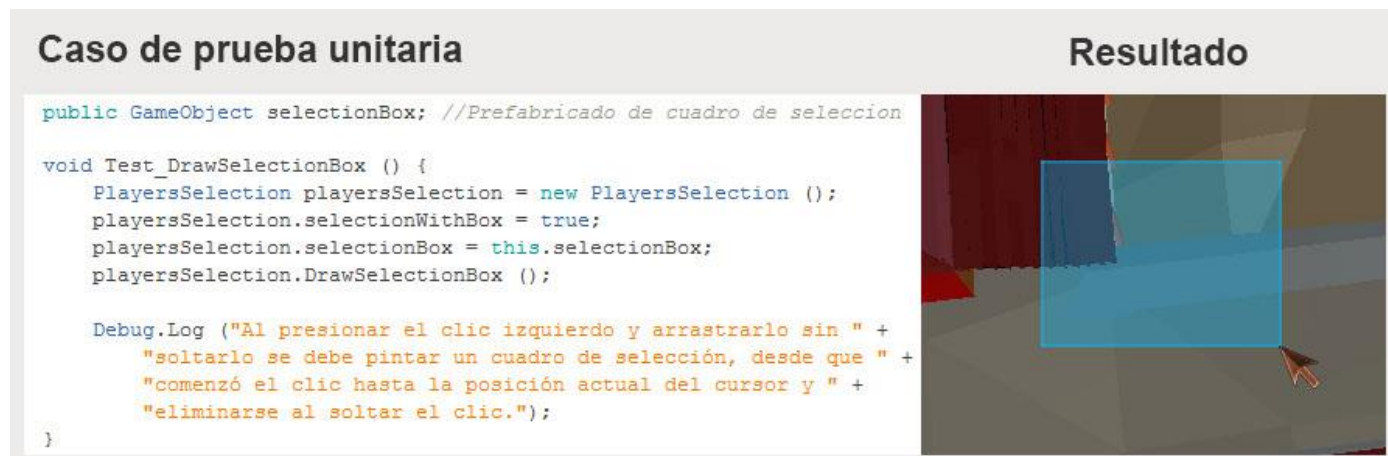 Caso de prueba unitaria
Resultado
public GameObject selectionBox; //Prefabricado de cuadro de seleccion
void Test_DrawSelectionBox () {
PlayersSelection playersSelection = new PlayersSelection ();
playersSelection.selectionWithBox = true;
playersSelection.selectionBox = this.selectionBox;
playersSelection.DrawSelectionBox ();
Debug.Log ("Al presionar el clic izquierdo y arrastrarlo sin " +
"soltarlo se debe pintar un cuadro de selección, desde que " +
"comenzó el clic hasta la posición actual del cursor y " +
"eliminarse al soltar el clic.");
}